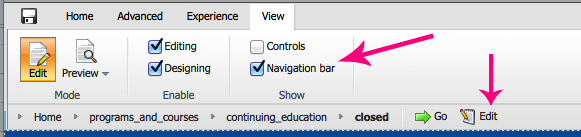 Home Advanced Experience View
Edit Preview
Editing
Designing
Controls
Navigation bar
Mode Enable Show
Home programs_and_courses continuing_education closed Go Edit